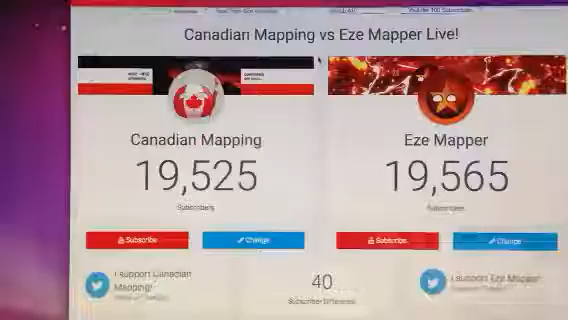 Canadian Mapping vs Eze Mapper Live!
Canadian Mapping
19,525
Subscribers
Subscribe
Change
Eze Mapper
19,565
Subscribers
Subscribe
Change
I support Canadian
Mapping!
40
Subscriber Difference
I support Eze Mapper